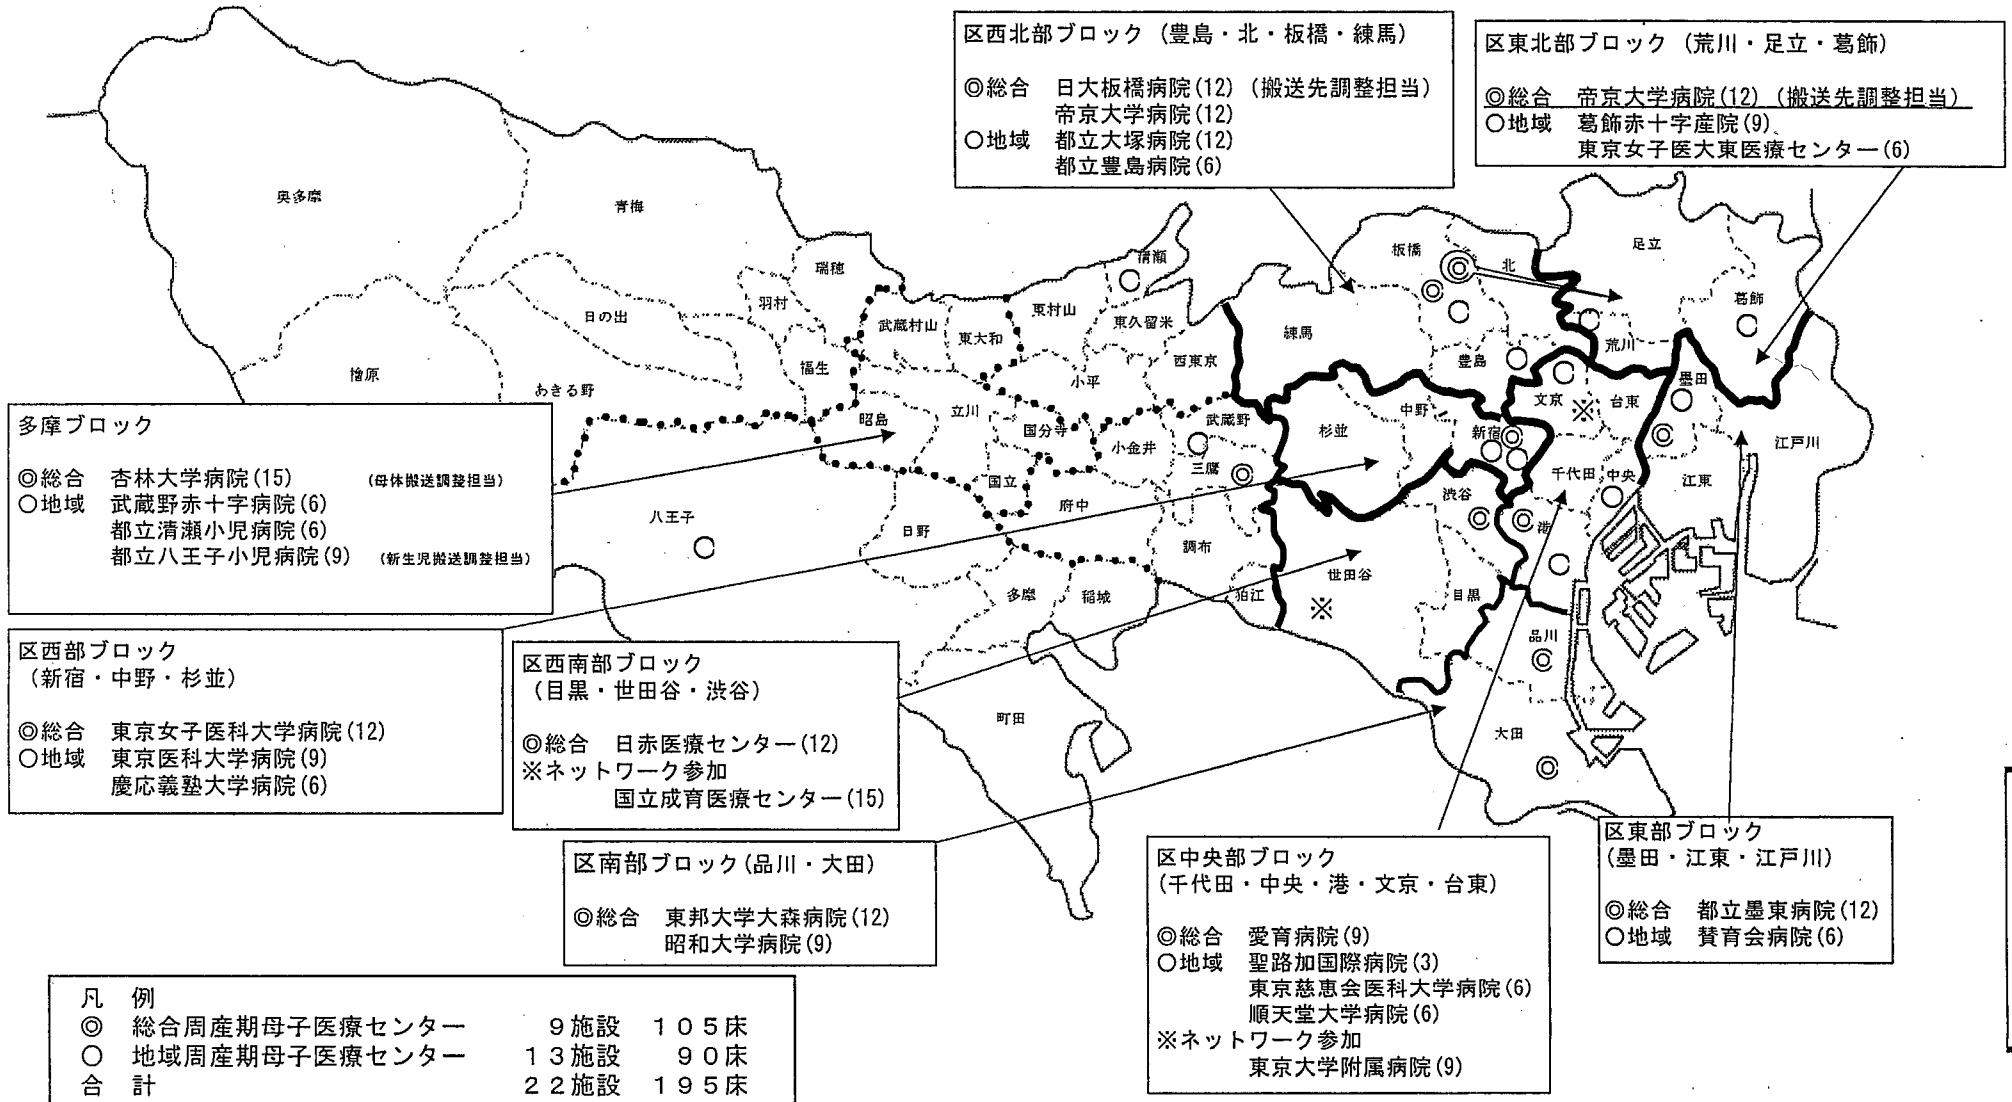 区西北部ブロック (豊島・北・板橋・練馬)
◎総合 日大板橋病院(12) (搬送先調整担当)
帝京大学病院(12)
○地域 都立大塚病院(12)
都立豊島病院(6)
区東北部ブロック (荒川・足立・葛飾)
◎総合 帝京大学病院(12) (搬送先調整担当)
○地域 葛飾赤十字産院(9)
東京女子医大東医療センター(6)
奥多摩
青梅
瑞穂
羽村
日の出
福生
檜原
あきる野
武蔵村山
東大和
東村山
清瀬
東久留米
西東京
小平
昭島
立川
国分寺
小金井
武蔵野
三鷹
国立
府中
八王子
日野
調布
狛江
多摩
稲城
町田
板橋
北
足立
葛飾
練馬
豊島
荒川
墨田
文京
※
台東
中野
杉並
新宿
千代田
中央
江東
江戸川
渋谷
港
世田谷
※
目黒
品川
大田
多摩ブロック
◎総合 杏林大学病院(15) (母体搬送調整担当)
○地域 武蔵野赤十字病院(6)
都立清瀬小児病院(6)
都立八王子小児病院(9) (新生児搬送調整担当)
区西部ブロック
(新宿・中野・杉並)
◎総合 東京女子医科大学病院(12)
○地域 東京医科大学病院(9)
慶応義塾大学病院(6)
区西南部ブロック
(目黒・世田谷・渋谷)
◎総合 日赤医療センター(12)
※ネットワーク参加
国立成育医療センター(15)
区南部ブロック(品川・大田)
◎総合 東邦大学大森病院(12)
昭和大学病院(9)
区中央部ブロック
(千代田・中央・港・文京・台東)
◎総合 愛育病院(9)
○地域 聖路加国際病院(3)
東京慈恵会医科大学病院(6)
順天堂大学病院(6)
※ネットワーク参加
東京大学附属病院(9)
区東部ブロック
(墨田・江東・江戸川)
◎総合 都立墨東病院(12)
○地域 賛育会病院(6)
凡 例
◎ 総合周産期母子医療センター 9施設 105床
○ 地域周産期母子医療センター 13施設 90床
合 計 22施設 195床